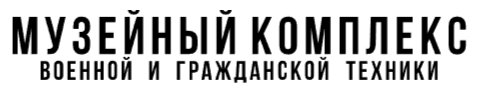 МУЗЕЙНЫЙ КОМПЛЕКС
ВОЕННОЙ И ГРАЖДАНСКОЙ ТЕХНИКИ